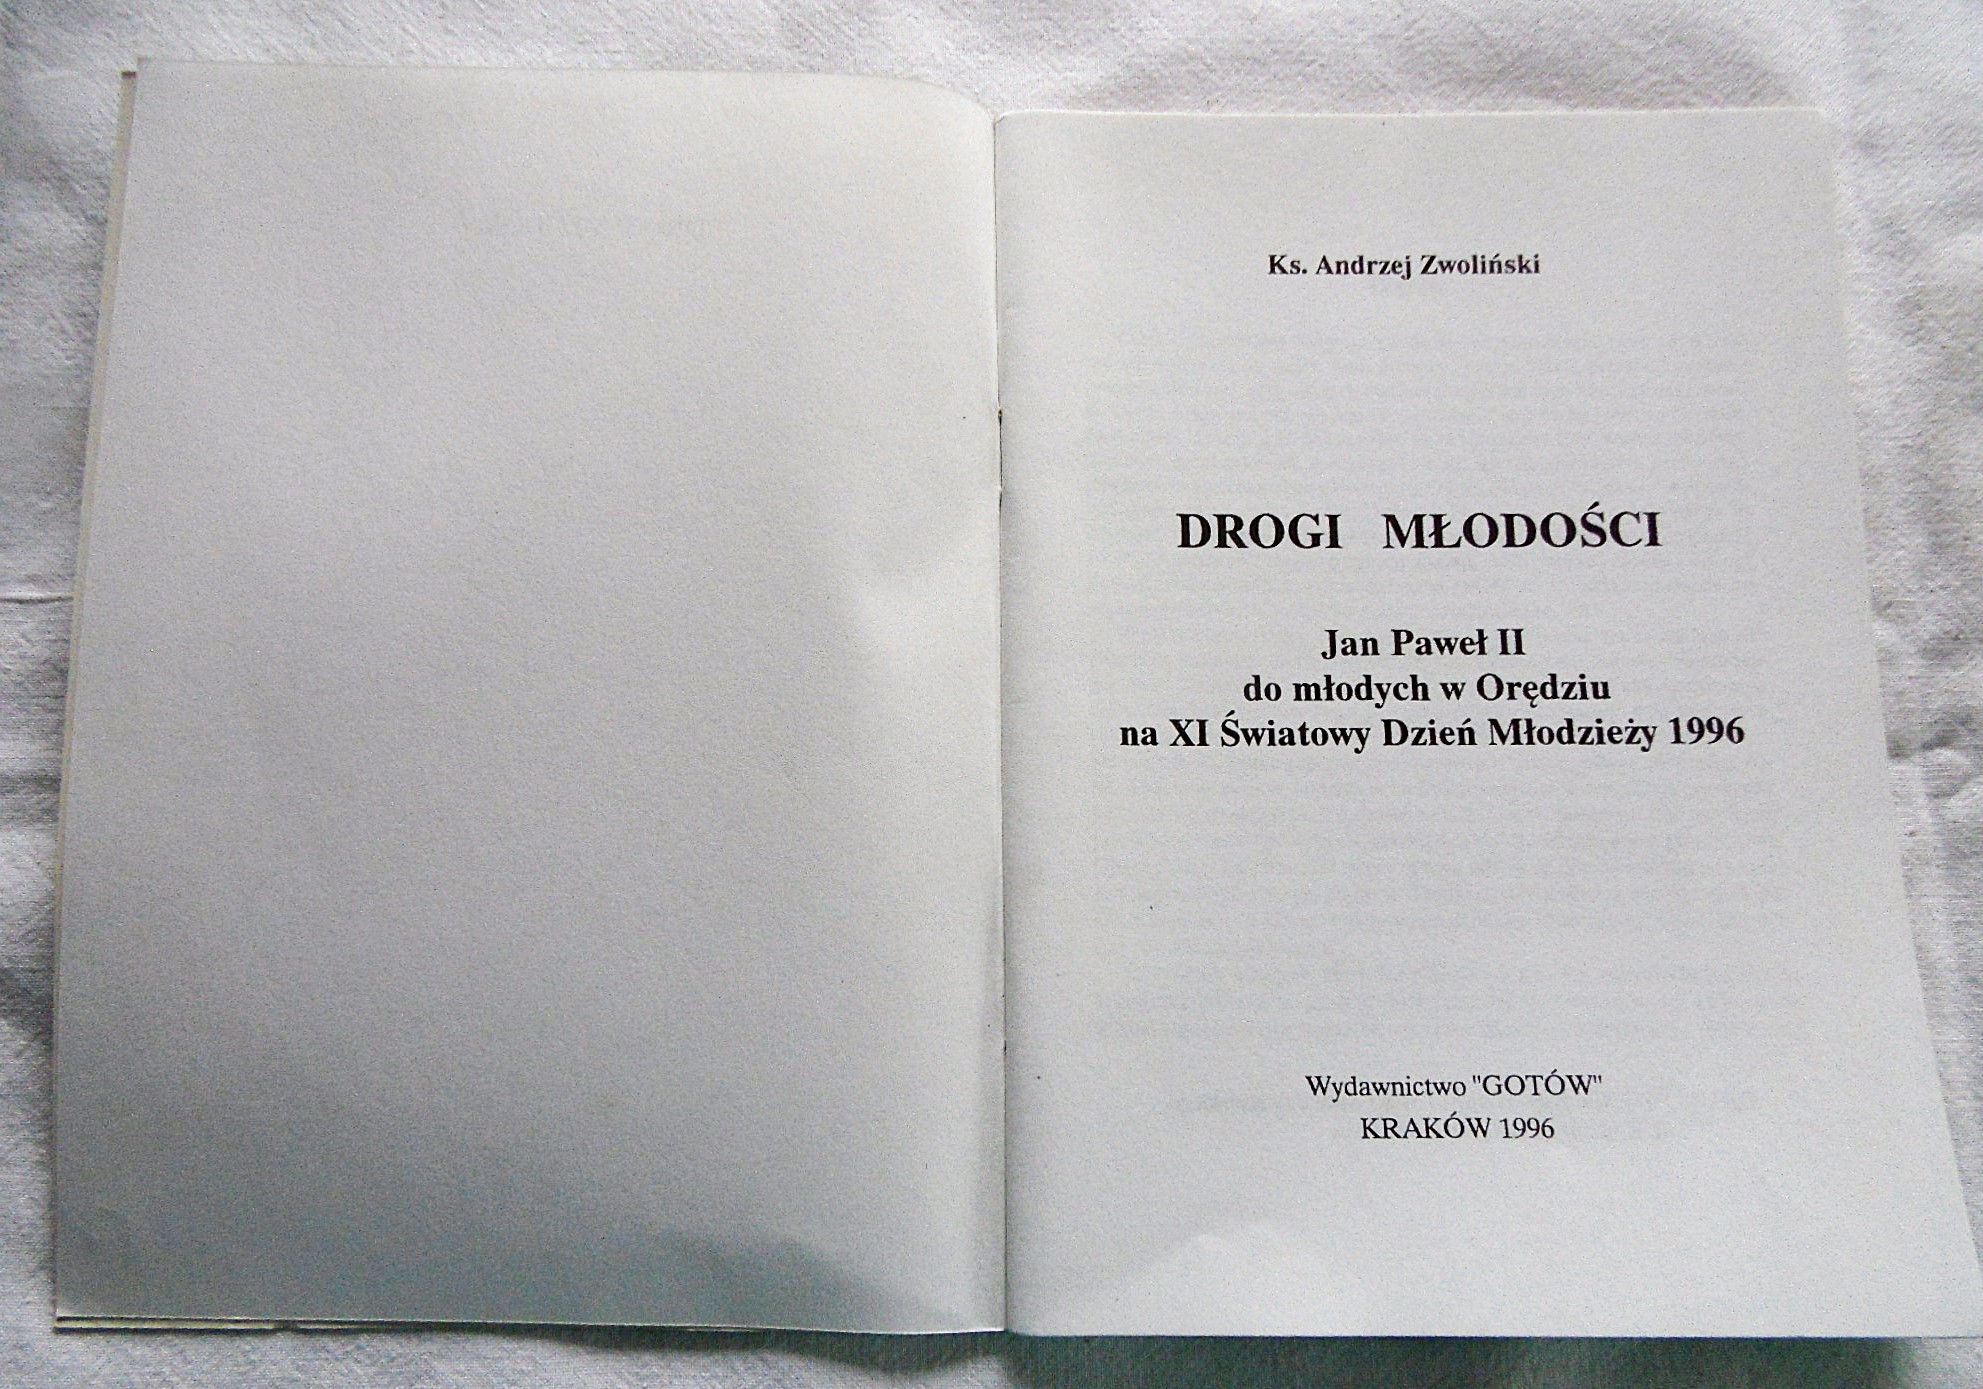 Ks. Andrzej Zwoliński
DROGI MŁODOŚCI
Jan Paweł II
do młodych w Orędziu
na XI Światowy Dzień Młodzieży 1996
Wydawnictwo "GOTÓW"
KRAKÓW 1996